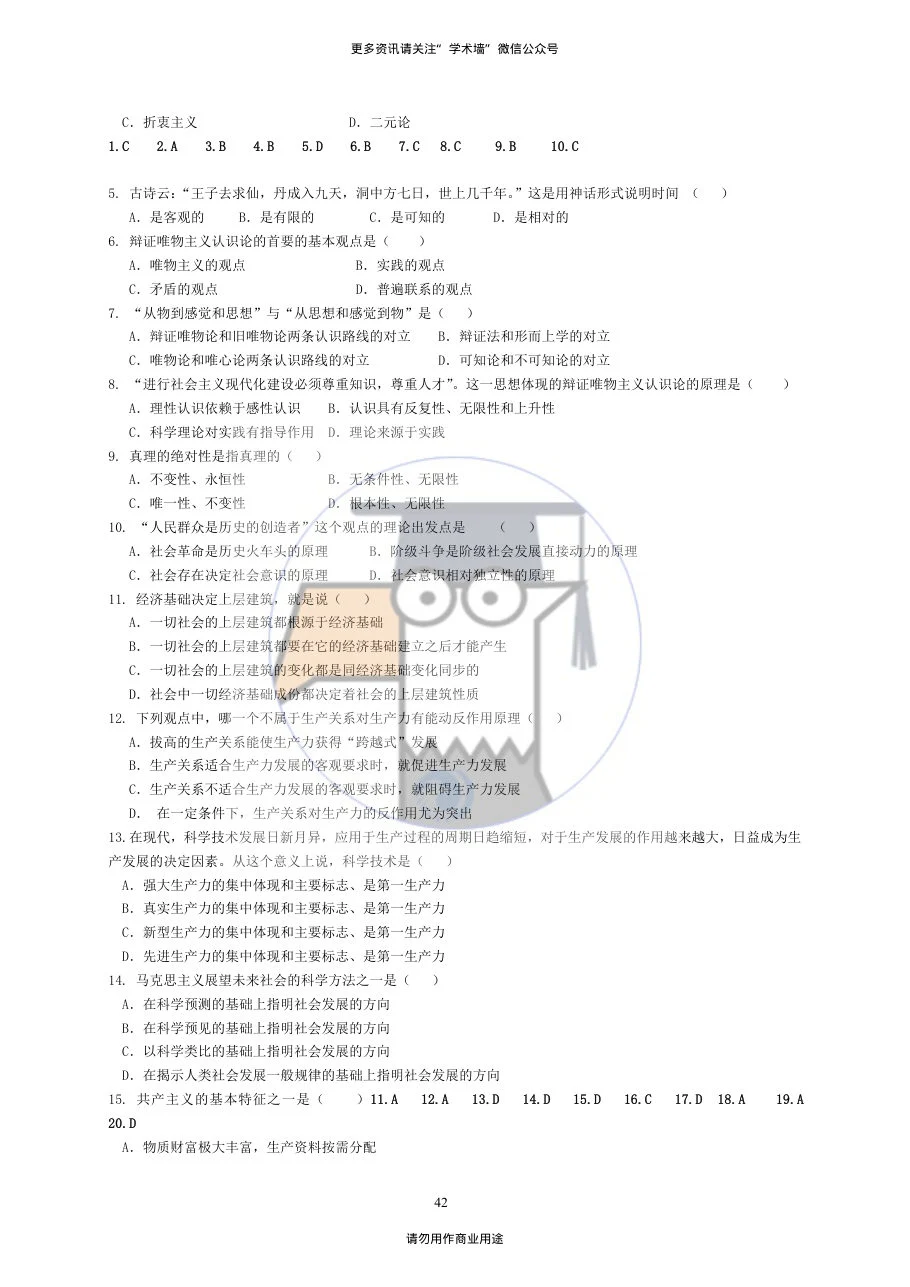 更多资讯请关注“学术墙”微信公众号
C．折衷主义 D．二元论
1.C 2.A 3.B 4.B 5.D 6.B 7.C 8.C 9.B 10.C
5. 古诗云：“王子去求仙，丹成入九天，洞中方七日，世上几千年。”这是用神话形式说明时间 （ ）
A．是客观的 B．是有限的 C．是可知的 D．是相对的
6. 辩证唯物主义认识论的首要的基本观点是（ ）
A．唯物主义的观点 B．实践的观点
C．矛盾的观点 D．普遍联系的观点
7. “从物到感觉和思想”与“从思想和感觉到物”是（ ）
A．辩证唯物论和旧唯物论两条认识路线的对立 B．辩证法和形而上学的对立
C．唯物论和唯心论两条认识路线的对立 D．可知论和不可知论的对立
8. “进行社会主义现代化建设必须尊重知识，尊重人才”。这一思想体现的辩证唯物主义认识论的原理是（ ）
A．理性认识依赖于感性认识 B．认识具有反复性、无限性和上升性
C．科学理论对实践有指导作用 D．理论来源于实践
9. 真理的绝对性是指真理的（ ）
A．不变性、永恒性 B．无条件性、无限性
C．唯一性、不变性 D．根本性、无限性
10. “人民群众是历史的创造者”这个观点的理论出发点是 （ ）
A．社会革命是历史火车头的原理 B．阶级斗争是阶级社会发展直接动力的原理
C．社会存在决定社会意识的原理 D．社会意识相对独立性的原理
11. 经济基础决定上层建筑，就是说（ ）
A．一切社会的上层建筑都根源于经济基础
B．一切社会的上层建筑都要在它的经济基础建立之后才能产生
C．一切社会的上层建筑的变化都是同经济基础变化同步的
D．社会中一切经济基础成份都决定着社会的上层建筑性质
12. 下列观点中，哪一个不属于生产关系对生产力有能动反作用原理（ ）
A．拔高的生产关系能使生产力获得“跨越式”发展
B．生产关系适合生产力发展的客观要求时，就促进生产力发展
C．生产关系不适合生产力发展的客观要求时，就阻碍生产力发展
D． 在一定条件下，生产关系对生产力的反作用尤为突出
13.在现代，科学技术发展日新月异，应用于生产过程的周期日趋缩短，对于生产发展的作用越来越大，日益成为生
产发展的决定因素。从这个意义上说，科学技术是（ ）
A．强大生产力的集中体现和主要标志、是第一生产力
B．真实生产力的集中体现和主要标志、是第一生产力
C．新型生产力的集中体现和主要标志、是第一生产力
D．先进生产力的集中体现和主要标志、是第一生产力
14. 马克思主义展望未来社会的科学方法之一是（ ）
A．在科学预测的基础上指明社会发展的方向
B．在科学预见的基础上指明社会发展的方向
C．以科学类比的基础上指明社会发展的方向
D．在揭示人类社会发展一般规律的基础上指明社会发展的方向
15. 共产主义的基本特征之一是（ ）11.A 12.A 13.D 14.D 15.D 16.C 17.D 18.A 19.A
20.D
A．物质财富极大丰富，生产资料按需分配
42
请勿用作商业用途